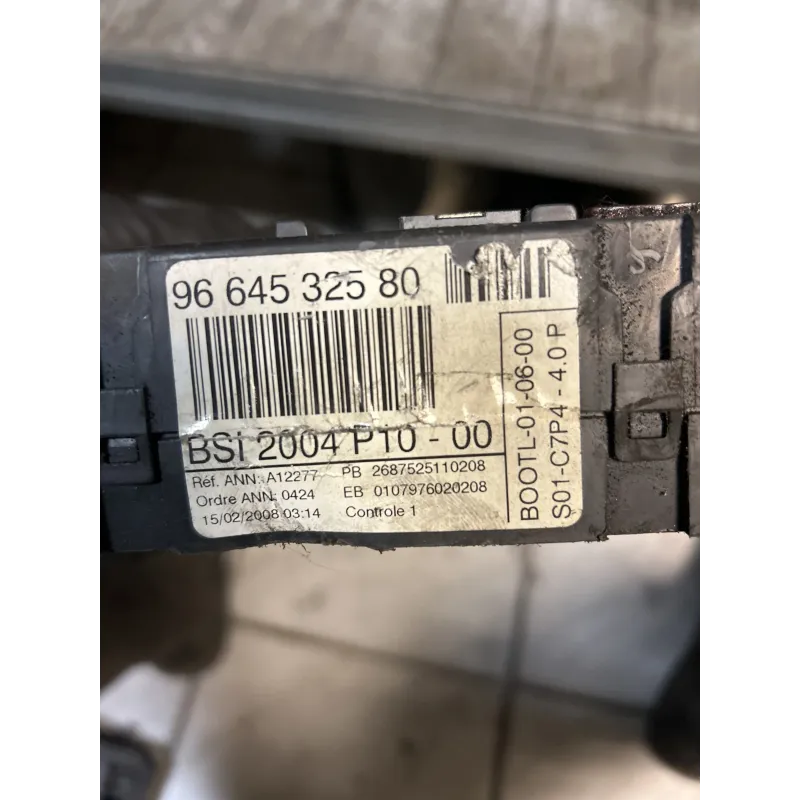 96 645 325 80
BSI 2004 P10 - 00
Réf. ANN: A12277 PB 2687525110208
Ordre ANN: 0424 EB 0107976020208
15/02/2008 03:14 Controle 1
BOOTL-01-06-00
S01-C7P4 - 4.0 P